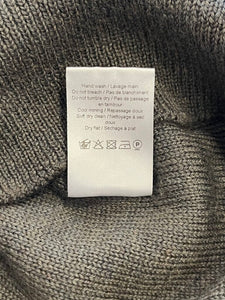 Hand wash / Lavage main
Do not bleach / Pas de blanchiment
Do not tumble dry / Pas de passage
en tambour
Cool ironing / Repassage doux
Soft dry clean / Nettoyage à sec
doux
Dry flat / Séchage à plat